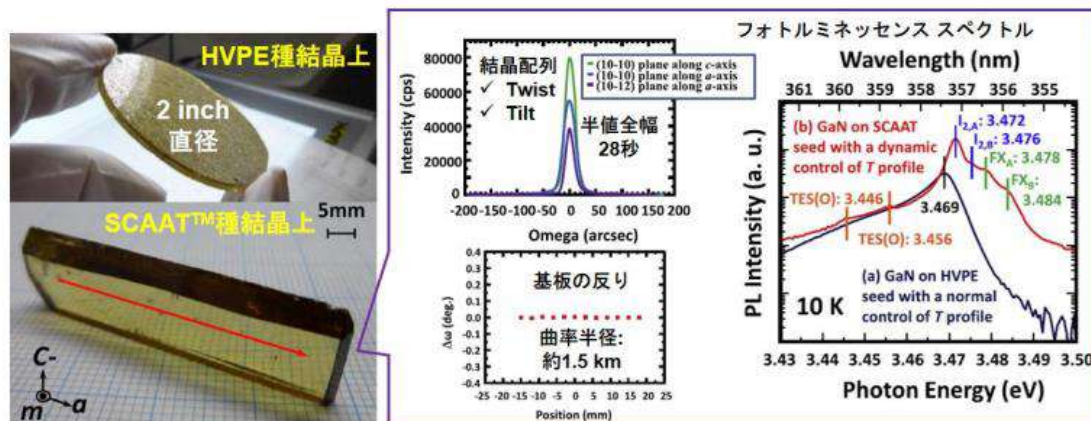 HVPE種結晶上
2 inch
直径
SCAAT™種結晶上
5mm
C-
m
a
Intensity (cps)
80000
60000
40000
20000
0
結晶配列
✓ Twist
✓ Tilt
(10-10) plane along c-axis
(10-10) plane along a-axis
(10-12) plane along a-axis
半値全幅
28秒
-200 -150 -100 -50 0 50 100 150 200
Omega (arcsec)
Δω (deg.)
0.4
0.3
0.2
0.1
0.0
-0.1
-0.2
-0.3
-0.4
基板の反り
曲率半径:
約1.5 km
-25 -20 -15 -10 -5 0 5 10 15 20 25
Position (mm)
フォトルミネッセンス スペクトル
Wavelength (nm)
361 360 359 358 357 356 355
PL Intensity (a. u.)
(b) GaN on SCAAT
seed with a dynamic
control of T profile
I2,A: 3.472
I2,B: 3.476
FXA: 3.478
FXB:
3.484
TES(O): 3.446
3.469
TES(O): 3.456
(a) GaN on HVPE
seed with a normal
control of T profile
10 K
3.43 3.44 3.45 3.46 3.47 3.48 3.49 3.50
Photon Energy (eV)